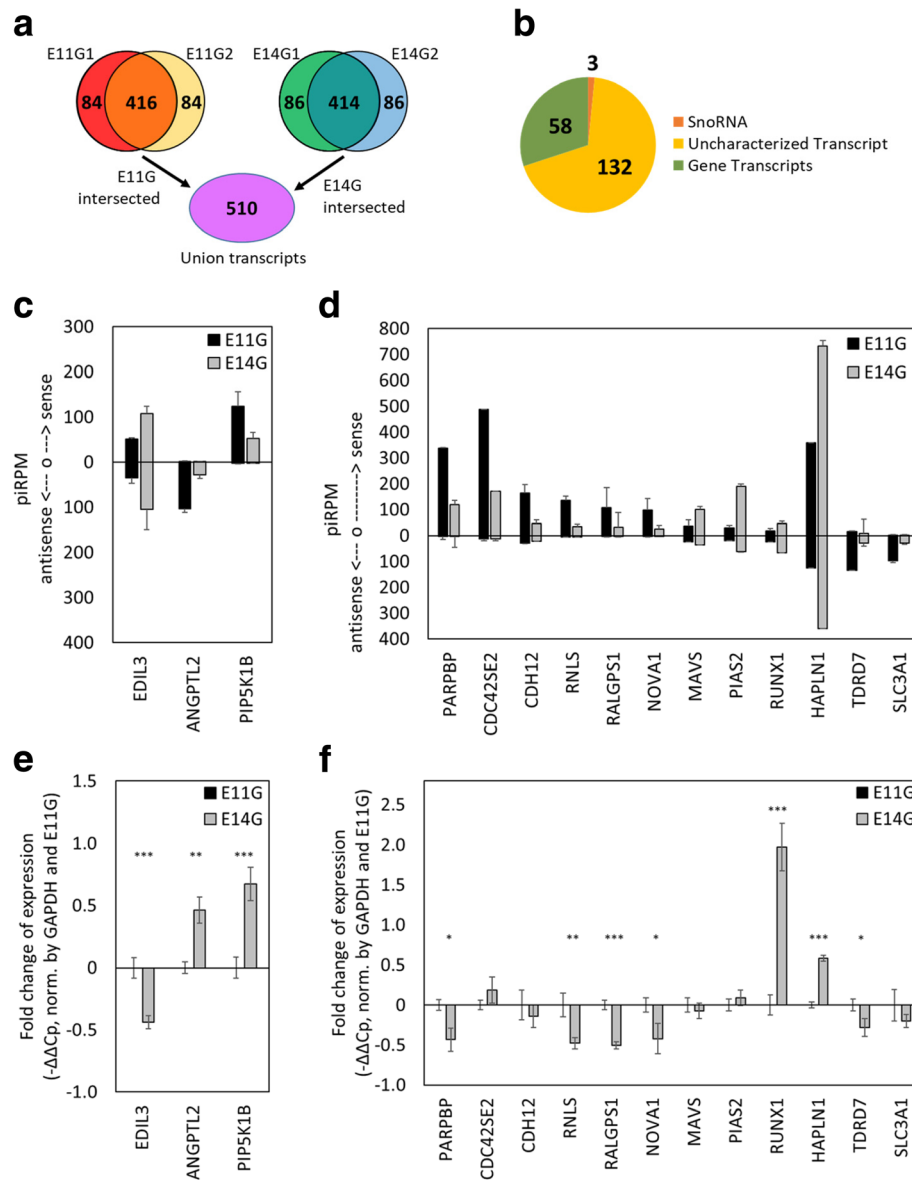 a
E11G1
E11G2
E14G1
E14G2
84
416
84
86
414
86
E11G
intersected
E14G
intersected
510
Union transcripts
b
3
58
132
SnoRNA
Uncharacterized Transcript
Gene Transcripts
c
piRPM
antisense <--- o ---> sense
300
200
100
0
100
200
300
400
E11G
E14G
EDIL3
ANGPTL2
PIP5K1B
d
piRPM
antisense <--- o --------> sense
800
700
600
500
400
300
200
100
0
100
200
300
400
E11G
E14G
PARPBP
CDC42SE2
CDH12
RNLS
RALGPS1
NOVA1
MAVS
PIAS2
RUNX1
HAPLN1
TDRD7
SLC3A1
e
Fold change of expression
(-ΔΔCp, norm. by GAPDH and E11G)
1.5
1.0
0.5
0
-0.5
-1.0
E11G
E14G
*** ** ***
EDIL3
ANGPTL2
PIP5K1B
f
Fold change of expression
(-ΔΔCp, norm. by GAPDH and E11G)
2.5
2.0
1.5
1.0
0.5
0
-0.5
-1.0
E11G
E14G
***
* ** *** * *** *
PARPBP
CDC42SE2
CDH12
RNLS
RALGPS1
NOVA1
MAVS
PIAS2
RUNX1
HAPLN1
TDRD7
SLC3A1